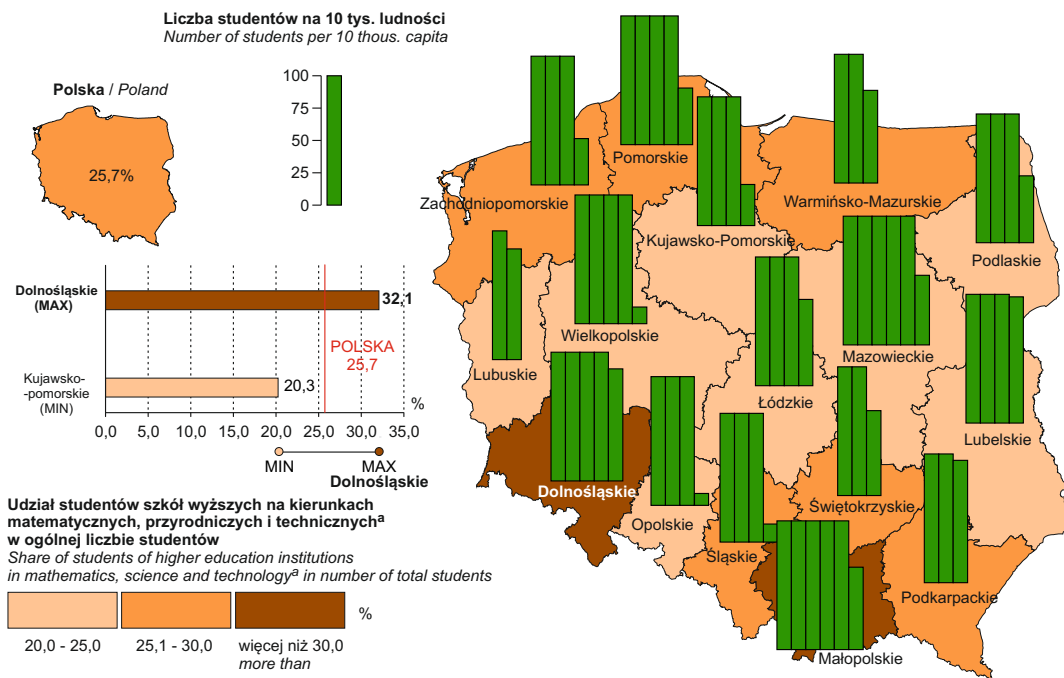 Liczba studentów na 10 tys. ludności
Number of students per 10 thous. capita
Polska / Poland
25,7%
100
75
50
25
0
Dolnośląskie
(MAX)
32,1
POLSKA
25,7
Kujawsko-
-pomorskie
(MIN)
20,3
%
0,0 5,0 10,0 15,0 20,0 25,0 30,0 35,0
MIN MAX
Dolnośląskie
Udział studentów szkół wyższych na kierunkach
matematycznych, przyrodniczych i technicznychª
w ogólnej liczbie studentów
Share of students of higher education institutions
in mathematics, science and technologyª in number of total students
%
20,0 - 25,0 25,1 - 30,0 więcej niż 30,0
more than
Pomorskie
Zachodniopomorskie
Warmińsko-Mazurskie
Kujawsko-Pomorskie
Podlaskie
Wielkopolskie
Mazowieckie
Lubuskie
Łódzkie
Lubelskie
Dolnośląskie
Opolskie
Świętokrzyskie
Śląskie
Podkarpackie
Małopolskie